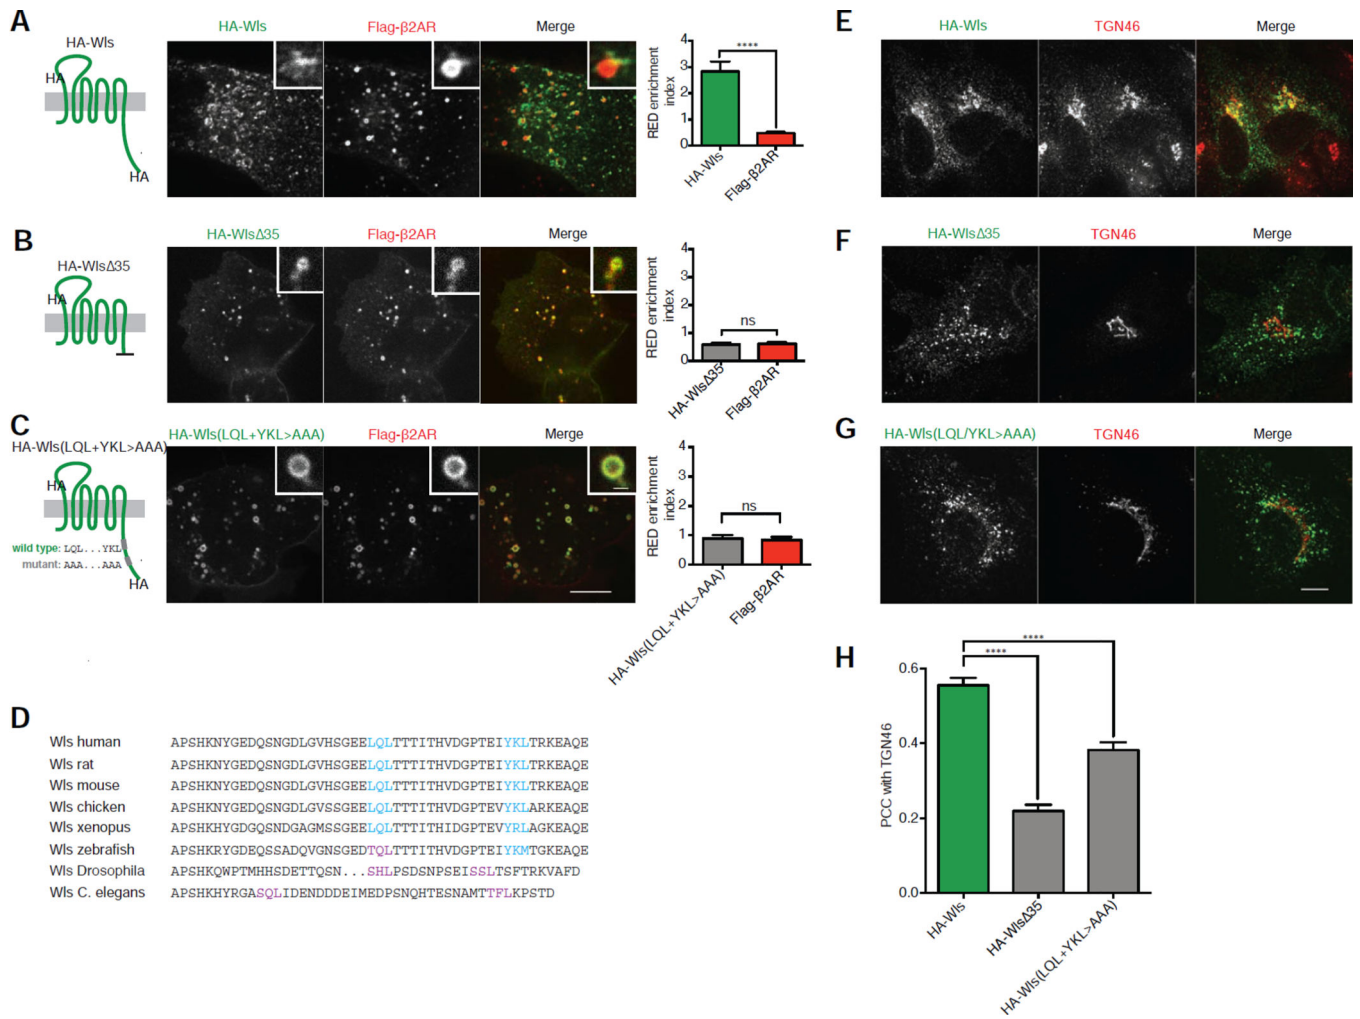 A
HA-Wls
HA
HA
HA-Wls
Flag-β2AR
Merge
RED enrichment index
4
3
2
1
0
****
HA-Wls
Flag-β2AR
B
HA-WlsΔ35
HA
HA-WlsΔ35
Flag-β2AR
Merge
RED enrichment index
4
3
2
1
0
ns
HA-WlsΔ35
Flag-β2AR
C
HA-Wls(LQL+YKL>AAA)
HA
wild type: LQL...YKL
mutant: AAA...AAA
HA
HA-Wls(LQL+YKL>AAA)
Flag-β2AR
Merge
RED enrichment index
4
3
2
1
0
ns
HA-Wls(LQL+YKL>AAA)
Flag-β2AR
D
Wls human APSHKNYGEDQSNGDLGVHSGEELQLTTTITHVDGPTEIYKLTRKEAQE
Wls rat APSHKNYGEDQSNGDLGVHSGEELQLTTTITHVDGPTEIYKLTRKEAQE
Wls mouse APSHKNYGEDQSNGDLGVHSGEELQLTTTITHVDGPTEIYKLTRKEAQE
Wls chicken APSHKNYGEDQSNGDLGVSSGEELQLTTTITHVDGPTEVYKLARKEAQE
Wls xenopus APSHKHYGDGQSNDGAGMSSGEELQLTTTITHIDGPTEVYRLAGKEAQE
Wls zebrafish APSHKRYGDEQSSADQVGNSGEDTQLTTTITHVDGPTEIYKMTGKEAQE
Wls Drosophila APSHKQWPTMHHSDETTQSN...SHLPSDSNPSEISSLTSFTRKVAFD
Wls C. elegans APSHKHYRGASQLIDENDDDEIMEDPSNQHTESNAMTTFLKPSTD
E
HA-Wls
TGN46
Merge
F
HA-WlsΔ35
TGN46
Merge
G
HA-Wls(LQL/YKL>AAA)
TGN46
Merge
H
PCC with TGN46
0.6
0.4
0.2
0.0
****
****
HA-Wls
HA-WlsΔ35
HA-Wls(LQL+YKL>AAA)